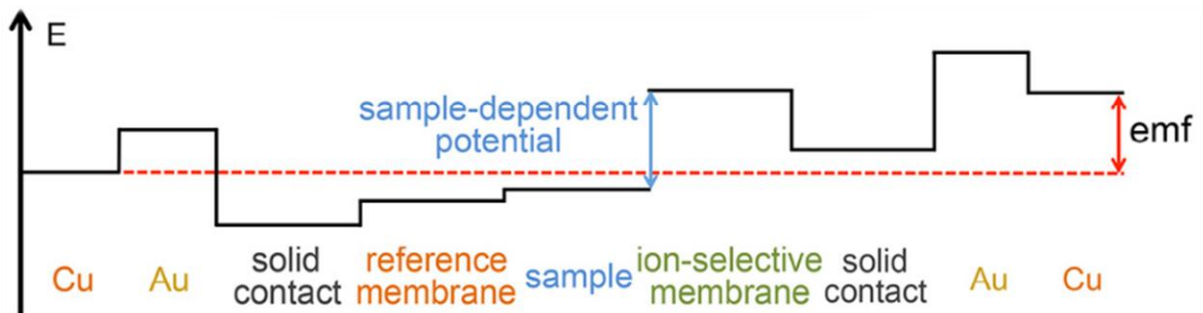 E
sample-dependent
potential
emf
Cu
Au
solid
contact
reference
membrane
sample
ion-selective
membrane
solid
contact
Au
Cu